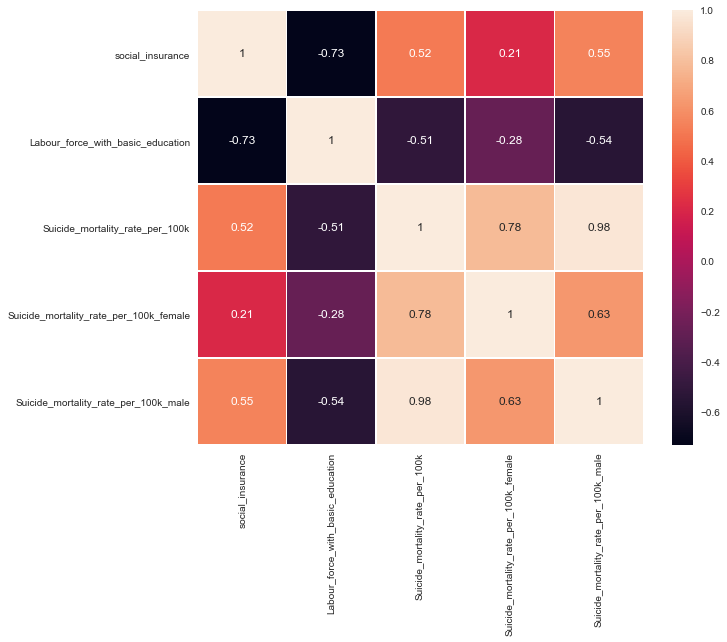 social_insurance 1 -0.73 0.52 0.21 0.55
Labour_force_with_basic_education -0.73 1 -0.51 -0.28 -0.54
Suicide_mortality_rate_per_100k 0.52 -0.51 1 0.78 0.98
Suicide_mortality_rate_per_100k_female 0.21 -0.28 0.78 1 0.63
Suicide_mortality_rate_per_100k_male 0.55 -0.54 0.98 0.63 1
social_insurance
Labour_force_with_basic_education
Suicide_mortality_rate_per_100k
Suicide_mortality_rate_per_100k_female
Suicide_mortality_rate_per_100k_male
1.0
0.8
0.6
0.4
0.2
0.0
−0.2
−0.4
−0.6